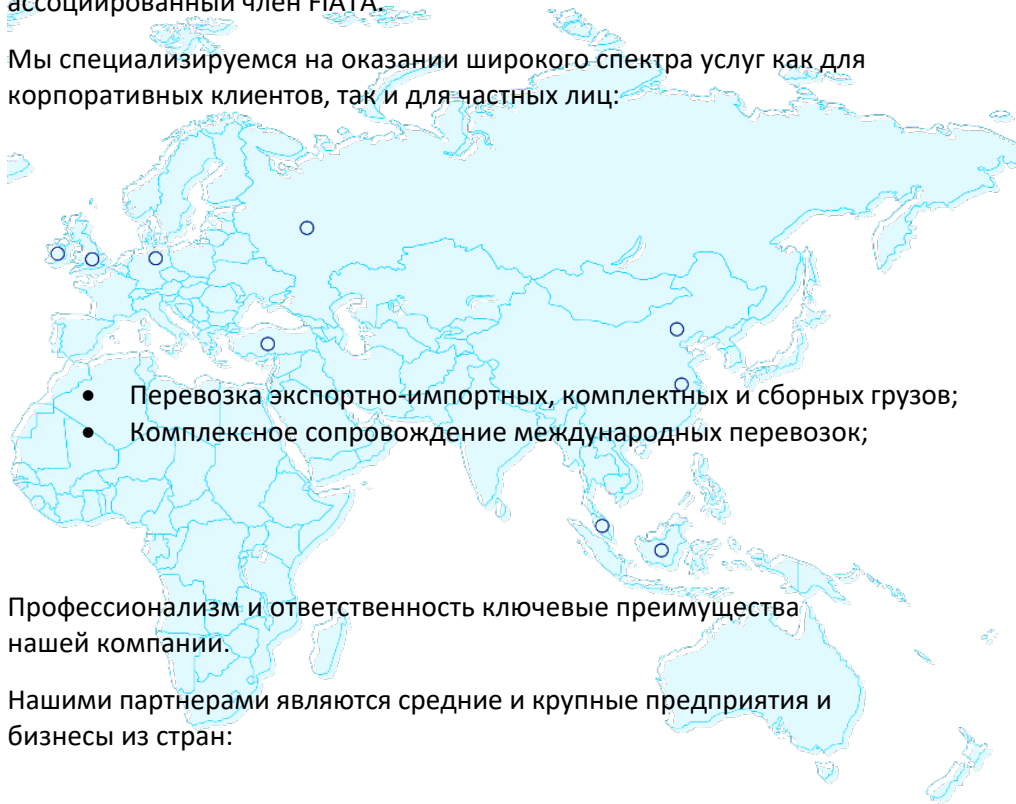 ассоциированный член FIATA.
Мы специализируемся на оказании широкого спектра услуг как для
корпоративных клиентов, так и для частных лиц:
• Перевозка экспортно-импортных, комплектных и сборных грузов;
• Комплексное сопровождение международных перевозок;
Профессионализм и ответственность ключевые преимущества
нашей компании.
Нашими партнерами являются средние и крупные предприятия и
бизнесы из стран: